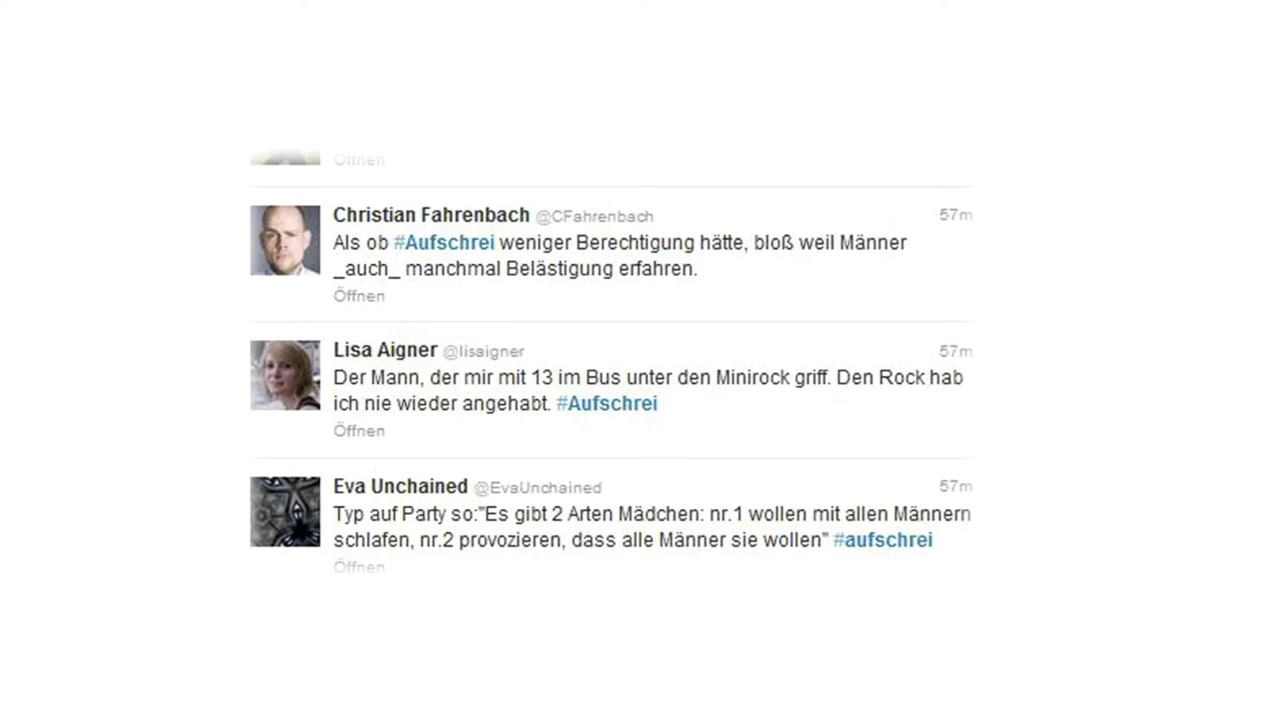 Öffnen
Christian Fahrenbach @CFahrenbach 57m
Als ob #Aufschrei weniger Berechtigung hätte, bloß weil Männer
_auch_ manchmal Belästigung erfahren.
Öffnen
Lisa Aigner @lisaigner 57m
Der Mann, der mir mit 13 im Bus unter den Minirock griff. Den Rock hab
ich nie wieder angehabt. #Aufschrei
Öffnen
Eva Unchained @EvaUnchained 57m
Typ auf Party so:"Es gibt 2 Arten Mädchen: nr.1 wollen mit allen Männern
schlafen, nr.2 provozieren, dass alle Männer sie wollen" #aufschrei
Öffnen